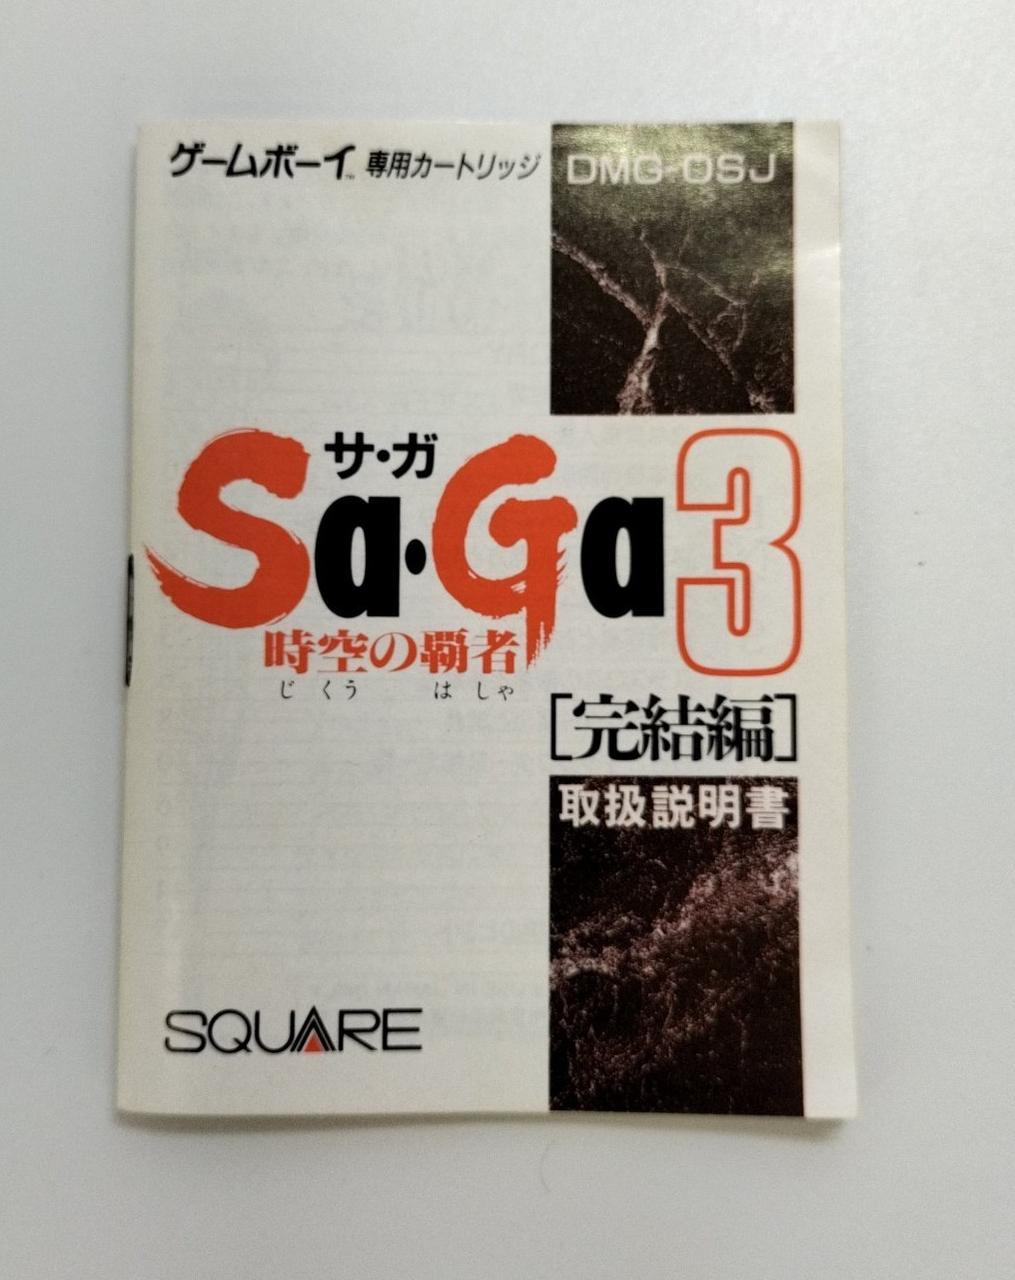 ゲームボーイ™ 専用カートリッジ
DMG-OSJ
サ・ガ
Sa・Ga3
時空の覇者
じくう はしゃ
[完結編]
取扱説明書
SQUARE